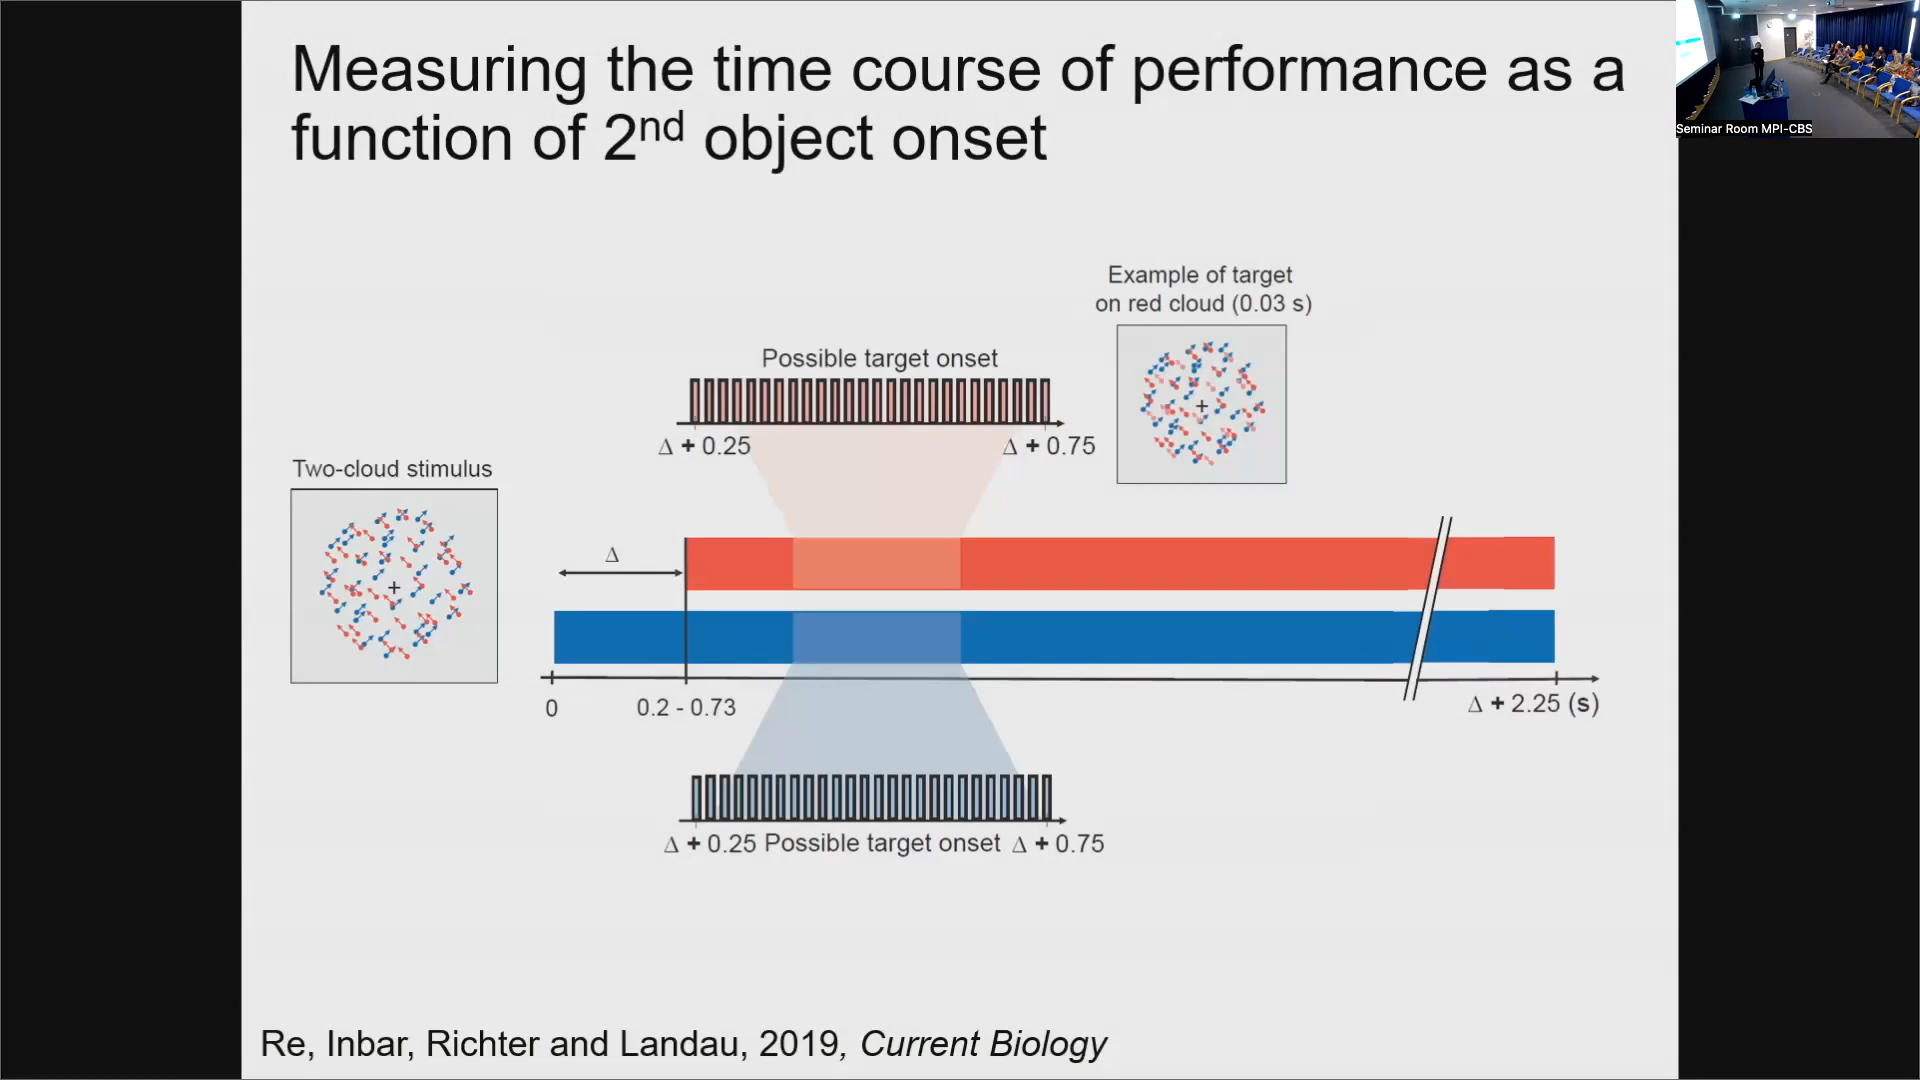 Measuring the time course of performance as a
function of 2nd object onset
Seminar Room MPI-CBS
Example of target
on red cloud (0.03 s)
Possible target onset
Δ + 0.25
Δ + 0.75
Two-cloud stimulus
Δ
0
0.2 - 0.73
Δ + 2.25 (s)
Δ + 0.25 Possible target onset Δ + 0.75
Re, Inbar, Richter and Landau, 2019, Current Biology